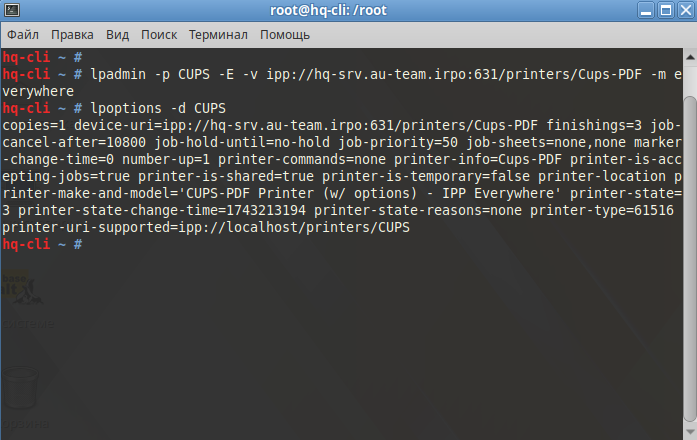 root@hq-cli: /root
Файл Правка Вид Поиск Терминал Помощь
hq-cli ~ #
hq-cli ~ # lpadmin -p CUPS -E -v ipp://hq-srv.au-team.irpo:631/printers/Cups-PDF -m e
verywhere
hq-cli ~ # lpoptions -d CUPS
copies=1 device-uri=ipp://hq-srv.au-team.irpo:631/printers/Cups-PDF finishings=3 job-
cancel-after=10800 job-hold-until=no-hold job-priority=50 job-sheets=none,none marker
-change-time=0 number-up=1 printer-commands=none printer-info=Cups-PDF printer-is-acc
epting-jobs=true printer-is-shared=true printer-is-temporary=false printer-location p
rinter-make-and-model='CUPS-PDF Printer (w/ options) - IPP Everywhere' printer-state=
3 printer-state-change-time=1743213194 printer-state-reasons=none printer-type=61516
printer-uri-supported=ipp://localhost/printers/CUPS
hq-cli ~ #